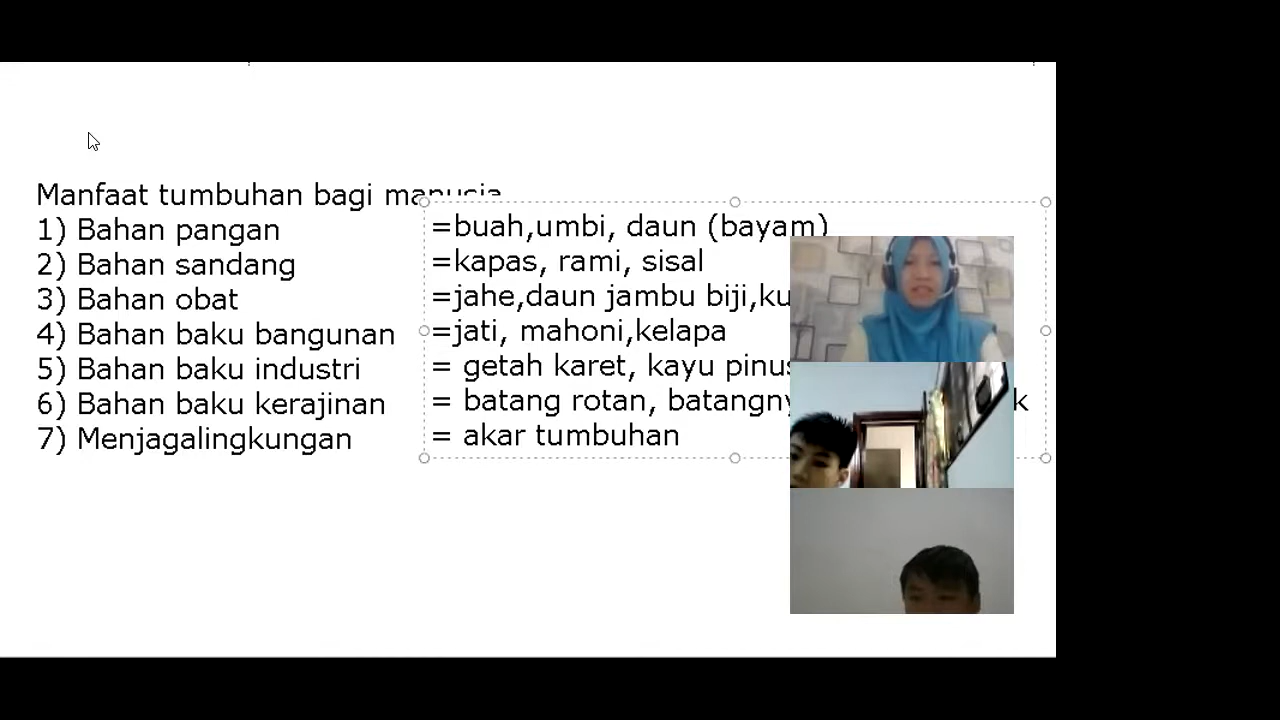 Manfaat tumbuhan bagi manusia
1) Bahan pangan =buah,umbi, daun (bayam)
2) Bahan sandang =kapas, rami, sisal
3) Bahan obat =jahe,daun jambu biji,
4) Bahan baku bangunan =jati, mahoni,kelapa
5) Bahan baku industri = getah karet, kayu pinus
6) Bahan baku kerajinan = batang rotan,
7) Menjagalingkungan = akar tumbuhan